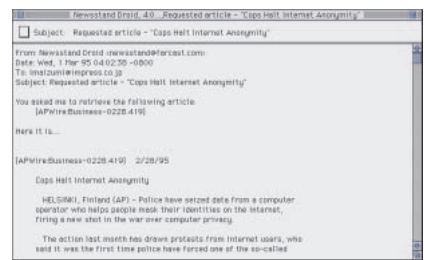 Newsstand Droid, 4.0 ,,Requested article - "Cops Halt Internet Anonymity"
Subject: Requested article - "Cops Halt Internet Anonymity"
From: Newsstand Droid <newsstand@farcast.com>
Date: Wed, 1 Mar 95 04:02:38 -0800
To: imaizumi@impress.co.jp
Subject: Requested article - "Cops Halt Internet Anonymity"
You asked me to retrieve the following article:
[APWire:Business-0228.419]
Here it is...
[APWire:Business-0228.419] 2/28/95
Cops Halt Internet Anonymity
HELSINKI, Finland (AP) - Police have seized data from a computer
operator who helps people mask their identities on the Internet,
firing a new shot in the war over computer privacy.
The action last month has drawn protests from Internet users, who
said it was the first time police have forced one of the so-called